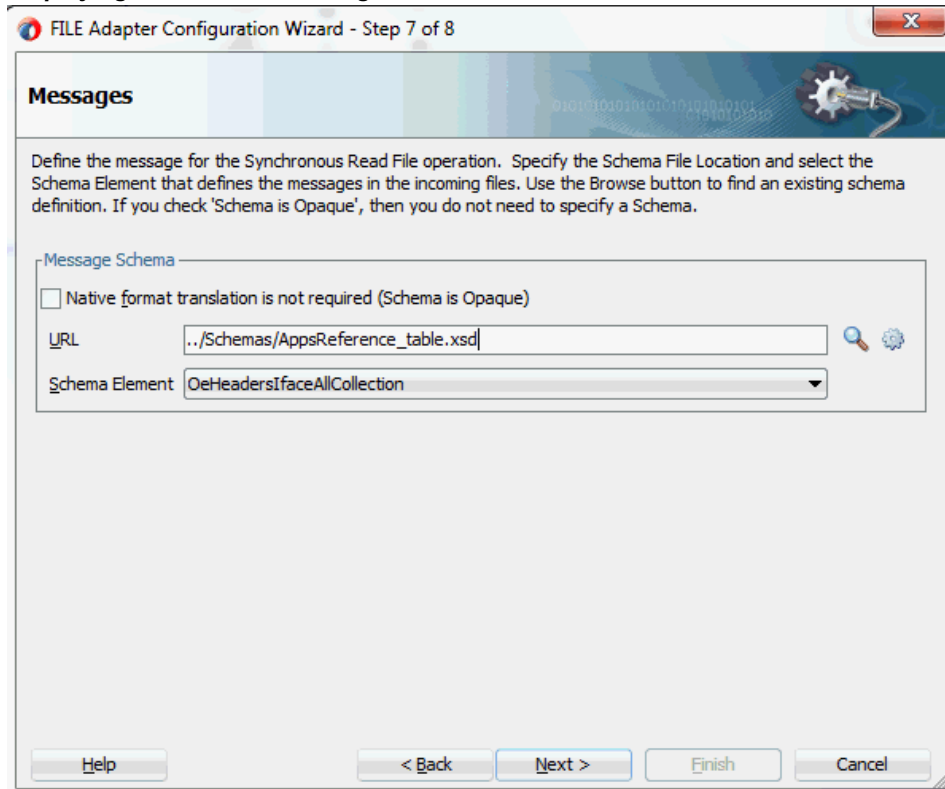 FILE Adapter Configuration Wizard - Step 7 of 8
Messages
Define the message for the Synchronous Read File operation. Specify the Schema File Location and select the
Schema Element that defines the messages in the incoming files. Use the Browse button to find an existing schema
definition. If you check 'Schema is Opaque', then you do not need to specify a Schema.
Message Schema
Native format translation is not required (Schema is Opaque)
URL ../Schemas/AppsReference_table.xsd
Schema Element OeHeadersIfaceAllCollection
Help < Back Next > Finish Cancel